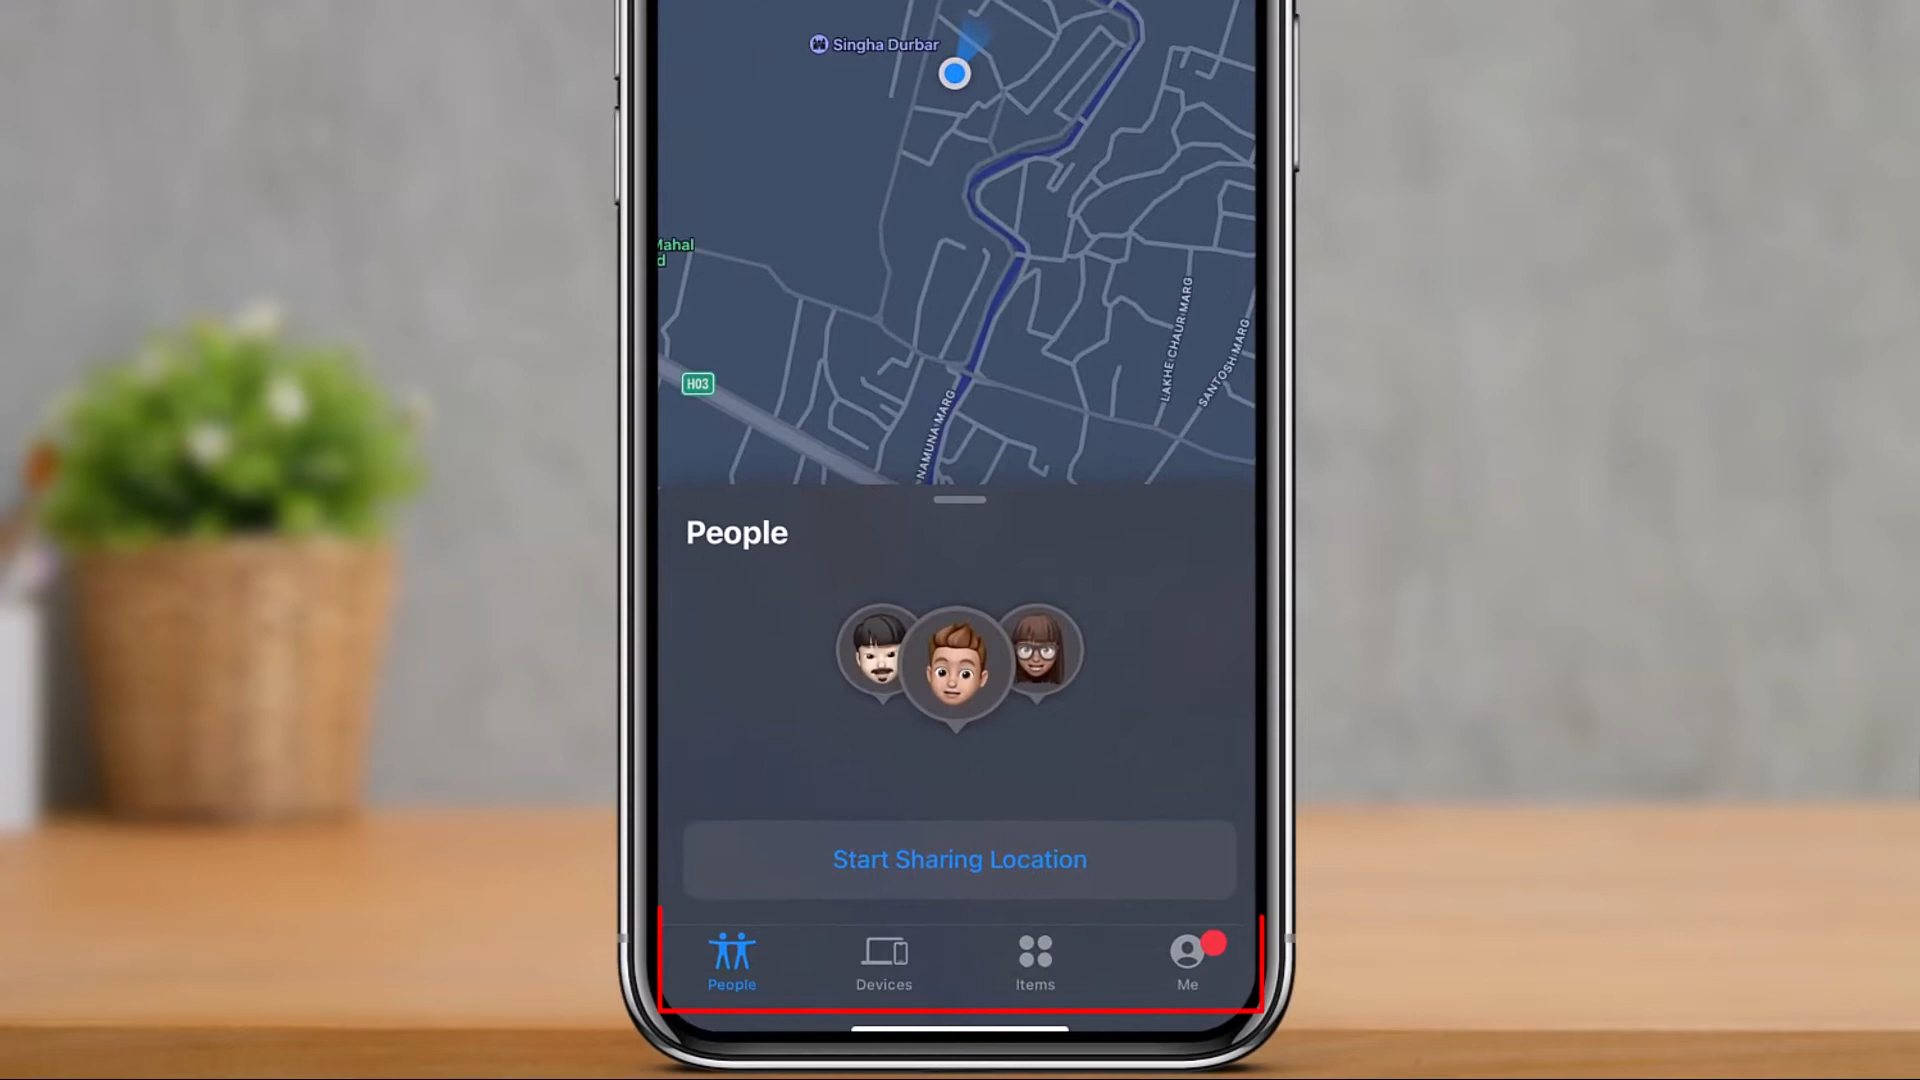 Singha Durbar
Mahal
d
H03
NAMUNA MARG
LAKHE CHAUR MARG
SANTOSH MARG
People
Start Sharing Location
People
Devices
Items
Me